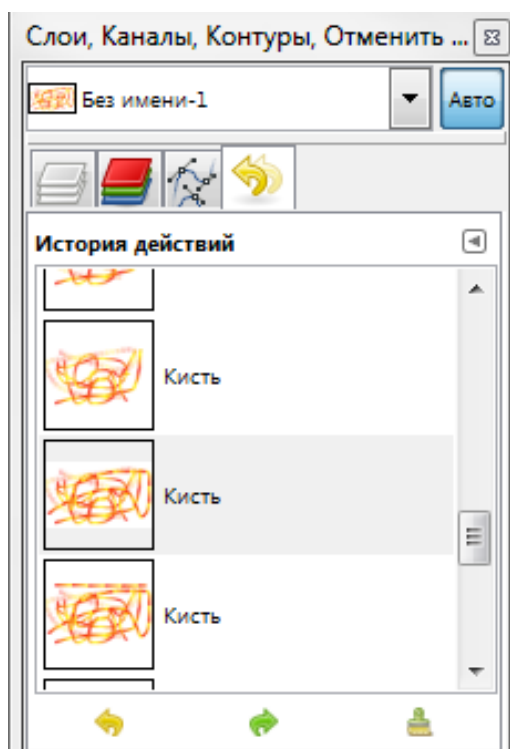 Слои, Каналы, Контуры, Отменить ...
Без имени-1
Авто
История действий
Кисть
Кисть
Кисть